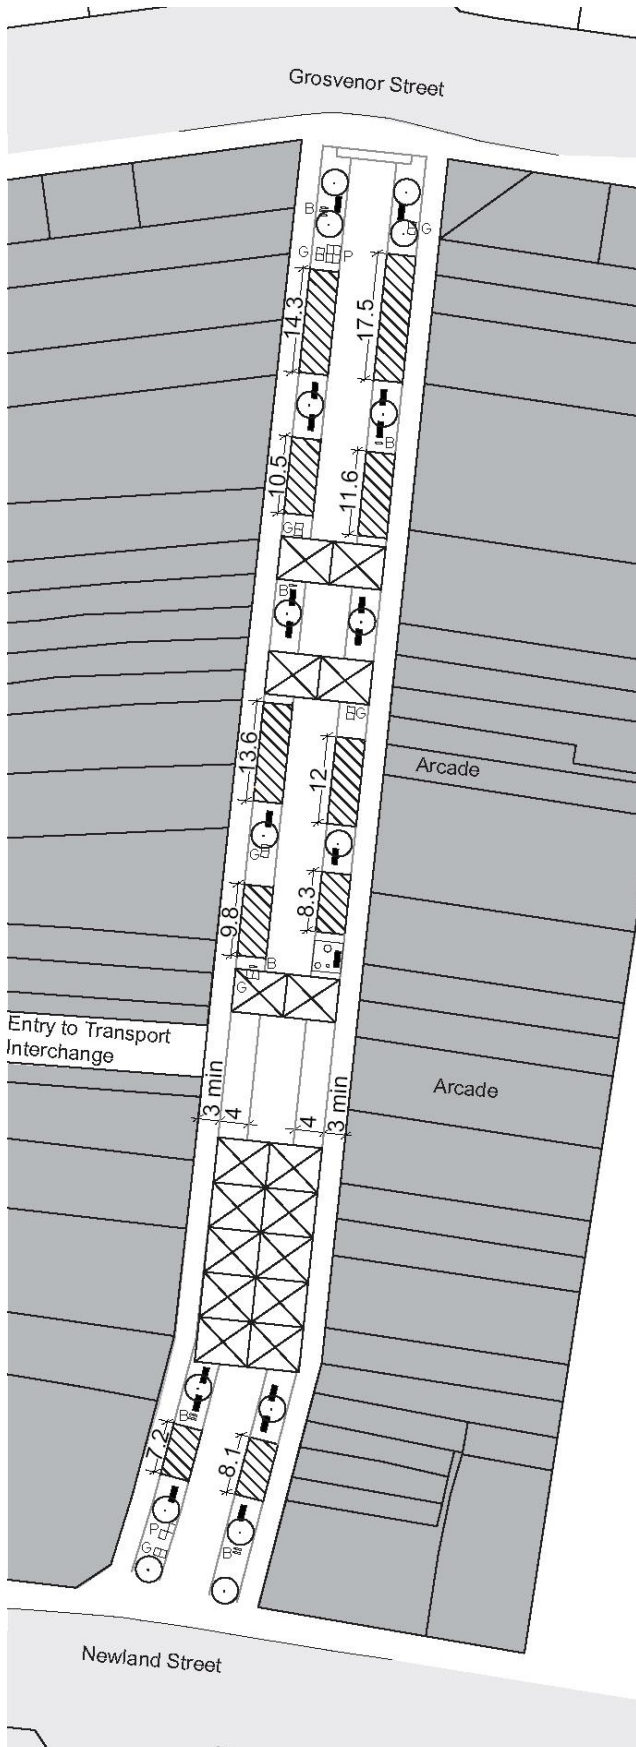 Grosvenor Street
B
G
G B P
14.3
17.5
B
10.5
11.6
G
B
G
13.6
12
Arcade
G
9.8
8.3
B
G
Entry to Transport
Interchange
3 min
4
4
3 min
Arcade
B
7.2
8.1
P
G
B
Newland Street